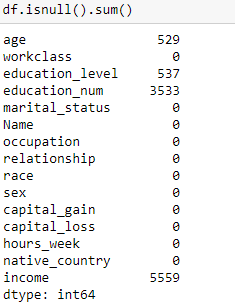 df.isnull().sum()
age 529
workclass 0
education_level 537
education_num 3533
marital_status 0
Name 0
occupation 0
relationship 0
race 0
sex 0
capital_gain 0
capital_loss 0
hours_week 0
native_country 0
income 5559
dtype: int64